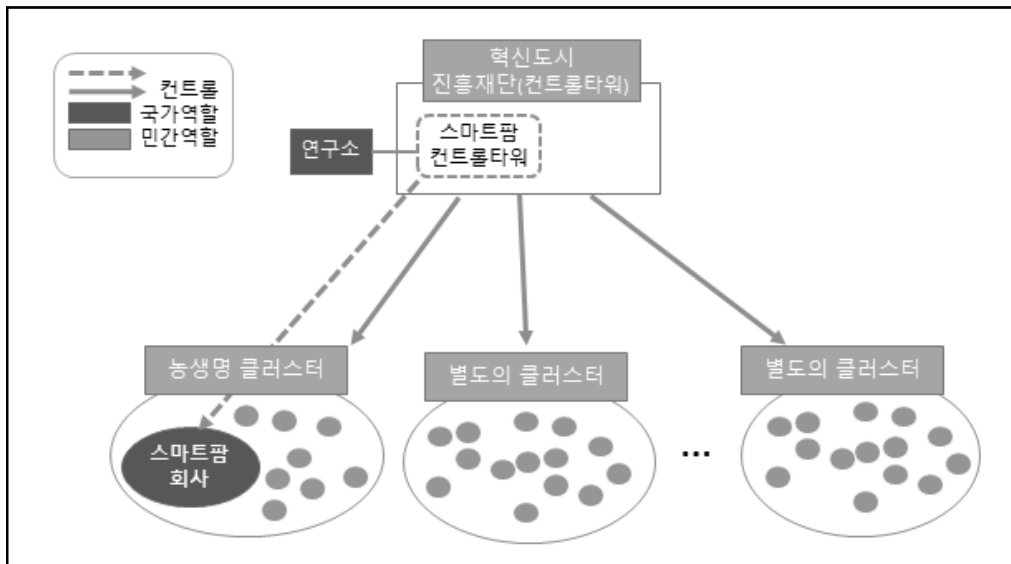 혁신도시
진흥재단(컨트롤타워)
컨트롤
국가역할
민간역할
연구소
스마트팜
컨트롤타워
농생명 클러스터
별도의 클러스터
별도의 클러스터
스마트팜
회사
...